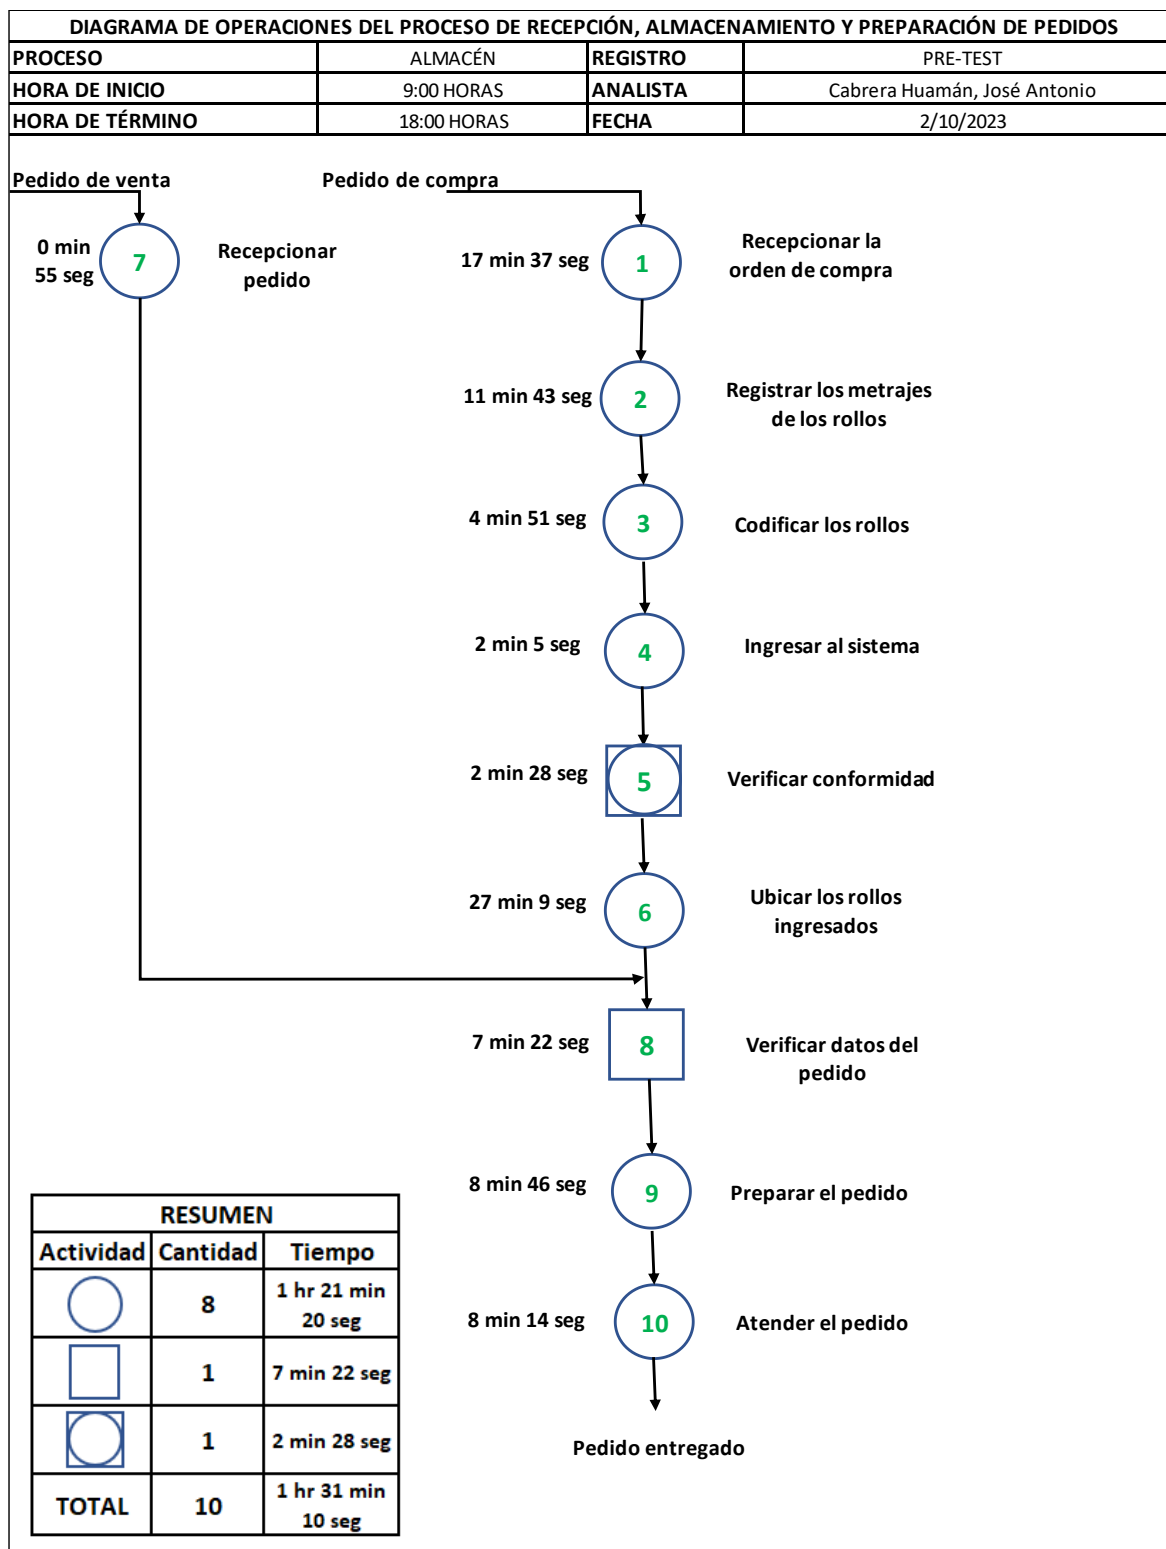 DIAGRAMA DE OPERACIONES DEL PROCESO DE RECEPCIÓN, ALMACENAMIENTO Y PREPARACIÓN DE PEDIDOS
PROCESO ALMACÉN REGISTRO PRE-TEST
HORA DE INICIO 9:00 HORAS ANALISTA Cabrera Huamán, José Antonio
HORA DE TÉRMINO 18:00 HORAS FECHA 2/10/2023
Pedido de venta
Pedido de compra
0 min
55 seg
7
Recepcionar
pedido
17 min 37 seg
1
Recepcionar la
orden de compra
11 min 43 seg
2
Registrar los metrajes
de los rollos
4 min 51 seg
3
Codificar los rollos
2 min 5 seg
4
Ingresar al sistema
2 min 28 seg
5
Verificar conformidad
27 min 9 seg
6
Ubicar los rollos
ingresados
7 min 22 seg
8
Verificar datos del
pedido
8 min 46 seg
9
Preparar el pedido
8 min 14 seg
10
Atender el pedido
Pedido entregado
RESUMEN
Actividad Cantidad Tiempo
8
1 hr 21 min
20 seg
1 7 min 22 seg
1 2 min 28 seg
TOTAL 10
1 hr 31 min
10 seg